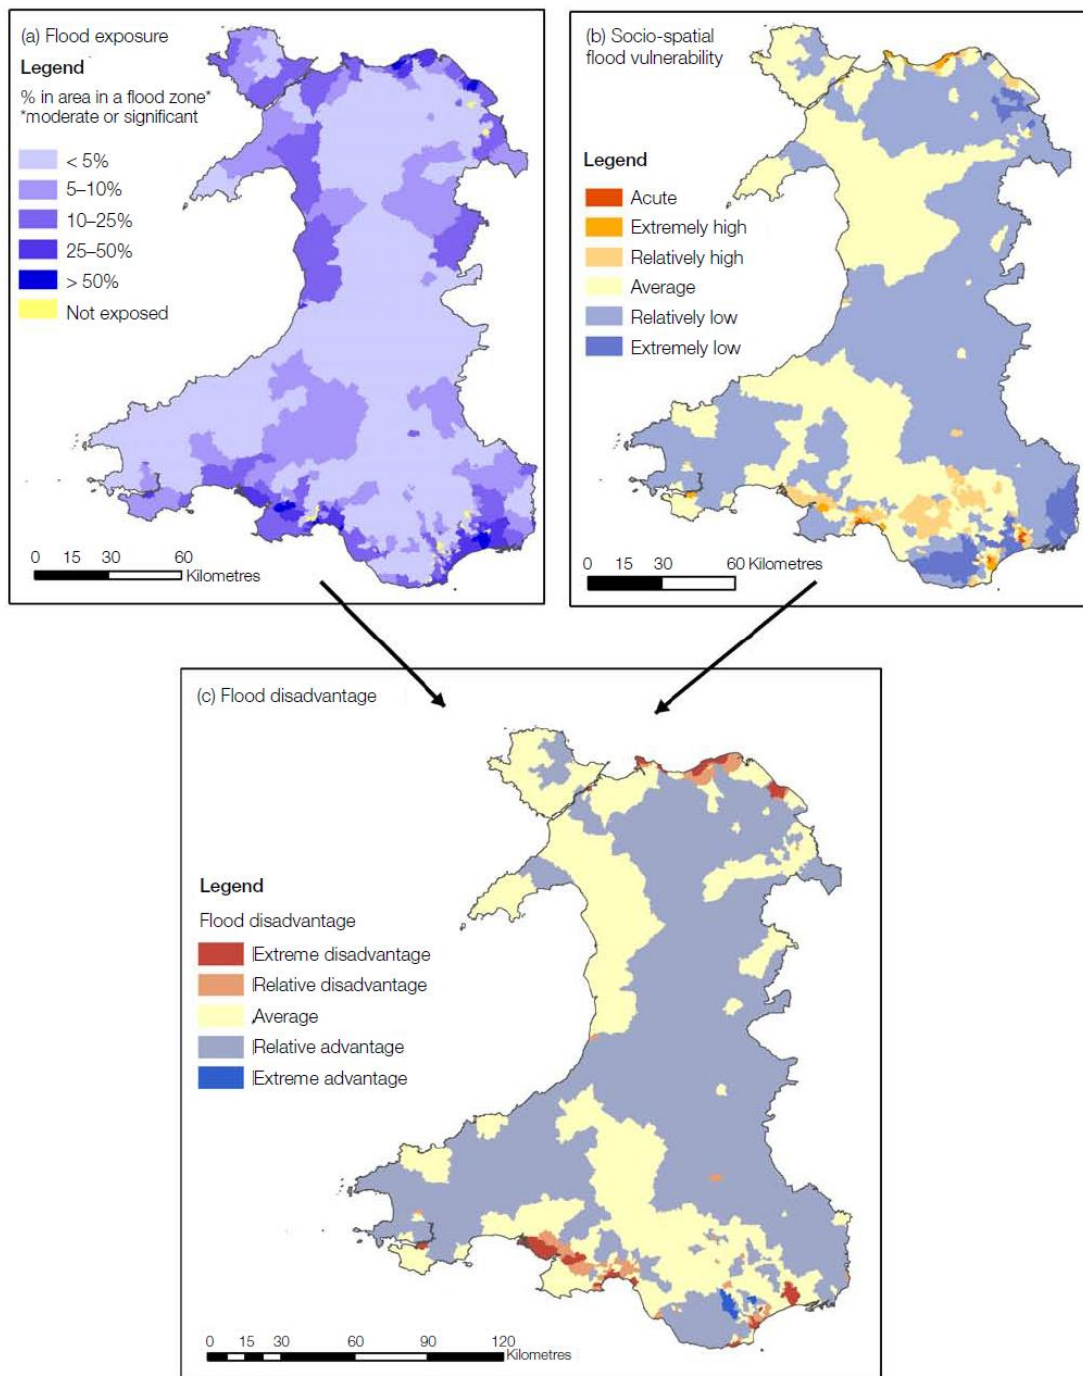 (a) Flood exposure
Legend
% in area in a flood zone*
*moderate or significant
< 5%
5–10%
10–25%
25–50%
> 50%
Not exposed
0 15 30 60
Kilometres
(b) Socio-spatial
flood vulnerability
Legend
Acute
Extremely high
Relatively high
Average
Relatively low
Extremely low
0 15 30 60 Kilometres
(c) Flood disadvantage
Legend
Flood disadvantage
Extreme disadvantage
Relative disadvantage
Average
Relative advantage
Extreme advantage
0 15 30 60 90 120
Kilometres